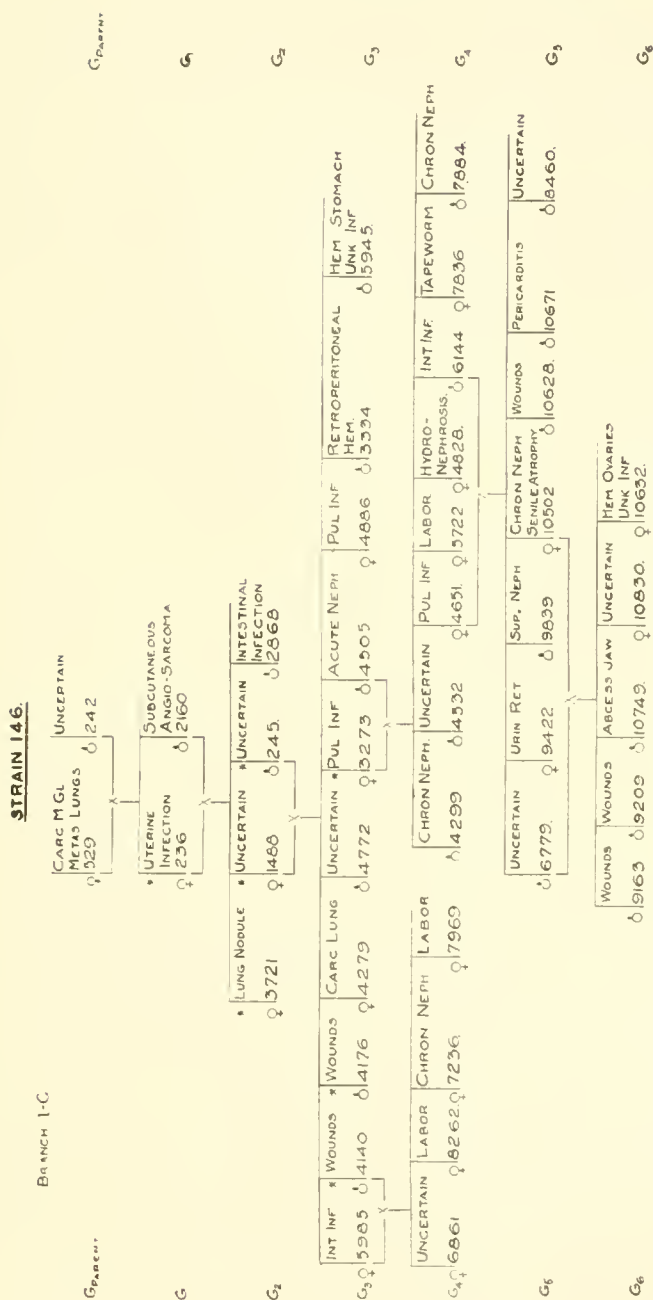 STRAIN 146.
BRANCH 1-C
GPARENT
CARC M GL
METAS LUNGS
UNCERTAIN
GPARENT
♀ 329
♂ 242
G
* UTERINE
INFECTION
SUBCUTANEOUS
ANGIO-SARCOMA
G1
♀ 236
♂ 2160
G2
* LUNG NODULE
* UNCERTAIN
* UNCERTAIN
INTESTINAL
INFECTION
G2
♀ 3721
♀ 1488
♂ 245.
♂ 2868
G3
INT INF
* WOUNDS
* WOUNDS
CARC LUNG
UNCERTAIN
* PUL INF
ACUTE NEPH
PUL INF
RETROPERITONEAL
HEM.
HEM STOMACH
UNK INF
G3
♀ 5985
♂ 4140
♂ 4176
♀ 4279
♂ 4772
♀ 3273
♂ 4505
♀ 4886
♂ 3334
♂ 5945.
G4
UNCERTAIN
LABOR
CHRON NEPH
LABOR
CHRON NEPH.
UNCERTAIN
PUL INF
LABOR
HYDRO-
NEPHROSIS.
INT INF.
TAPEWORM
CHRON NEPH
G4
♀ 6861
♀ 8262.
♀ 7236.
♀ 7969
♂ 4299
♂ 4532
♀ 4651.
♀ 5722
♀ 4828.
♂ 6144
♀ 7836
♂ 7884.
G5
UNCERTAIN
URIN RET
SUP. NEPH
CHRON NEPH
SENILE ATROPHY
WOUNDS
PERICARDITIS
UNCERTAIN
G5
♂ 6779.
♀ 9422
♂ 9839
♀ 10502
♂ 10628.
♂ 10671
♂ 8460.
G6
WOUNDS
WOUNDS
ABCESS JAW
UNCERTAIN
HEM OVARIES
UNK INF
G6
♂ 9163
♂ 9209
♂ 10749.
♀ 10830.
♀ 10632.